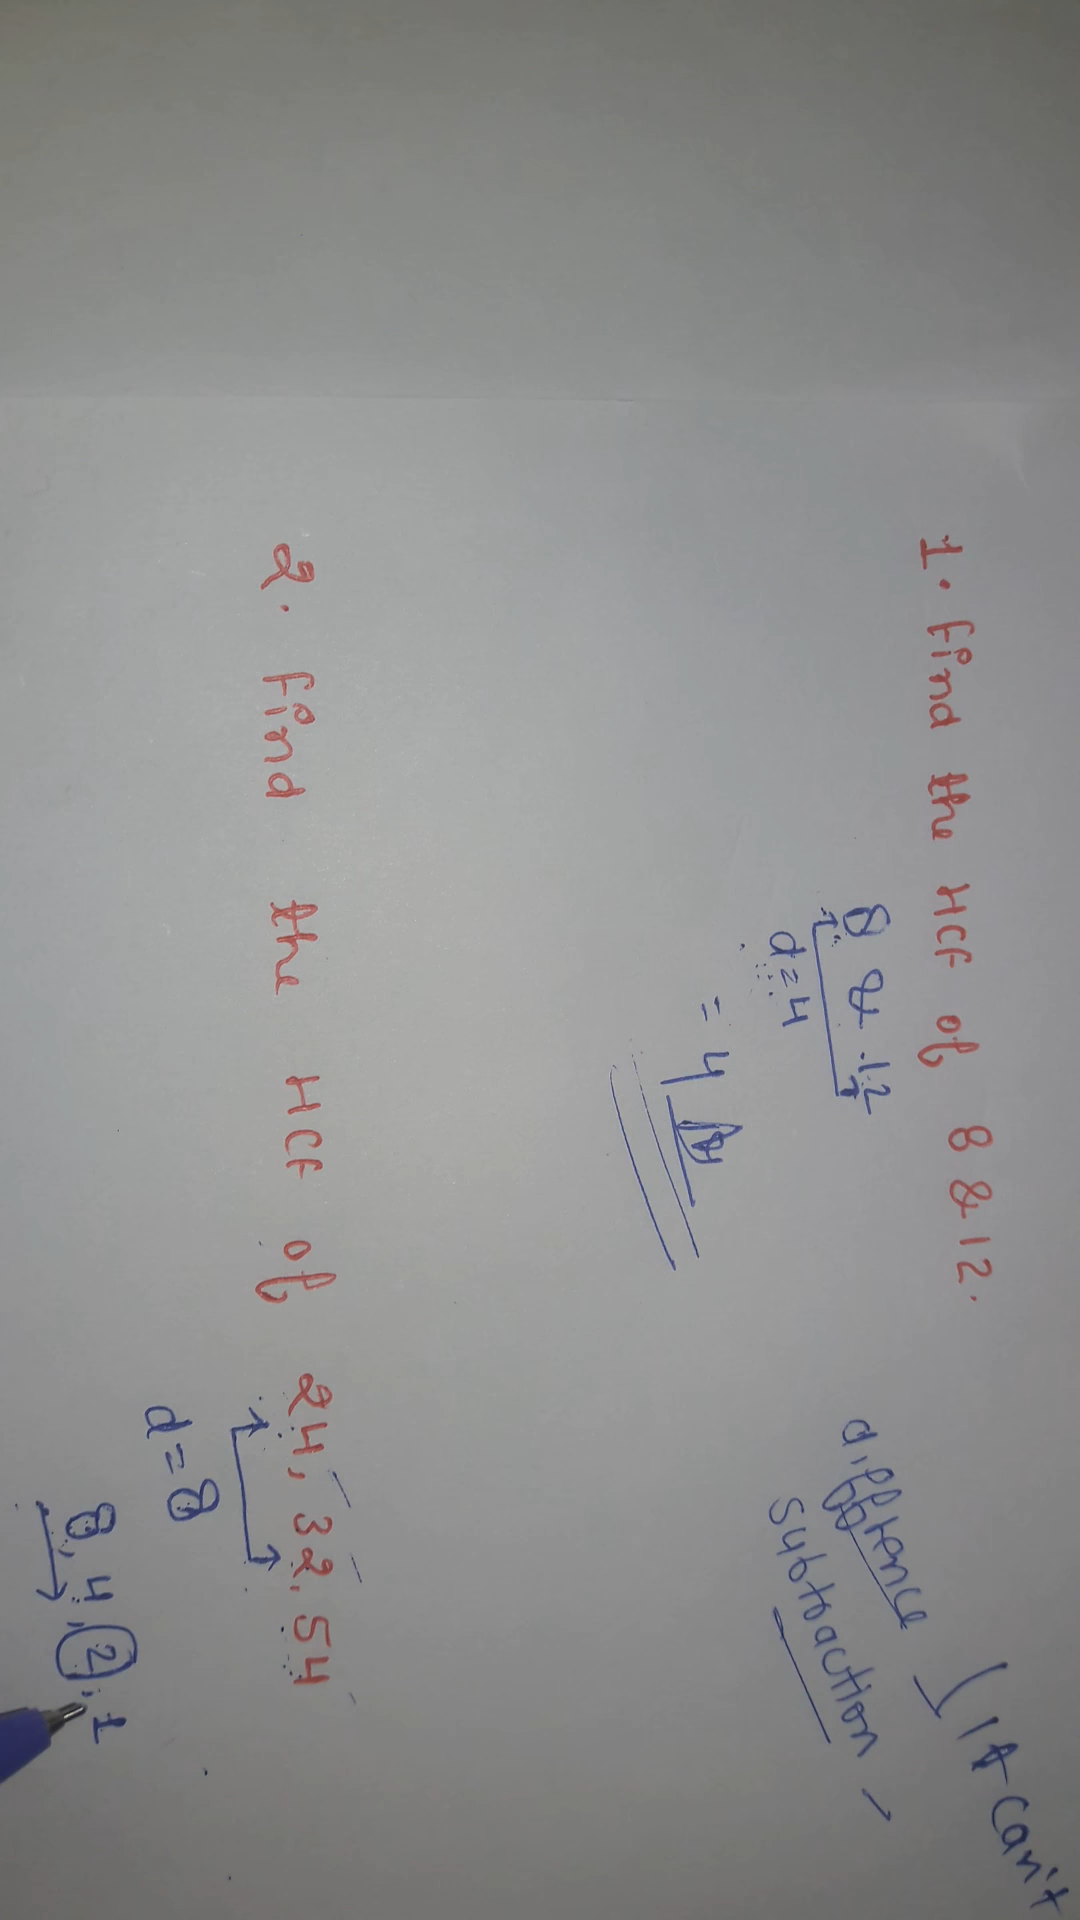 1. Find the HCF of 8 & 12.
8 & 12
d = 4
= 4
difference
subtraction
It can't
2. Find the HCF of 24, 32, 54
d = 8
8, 4, 2, 1